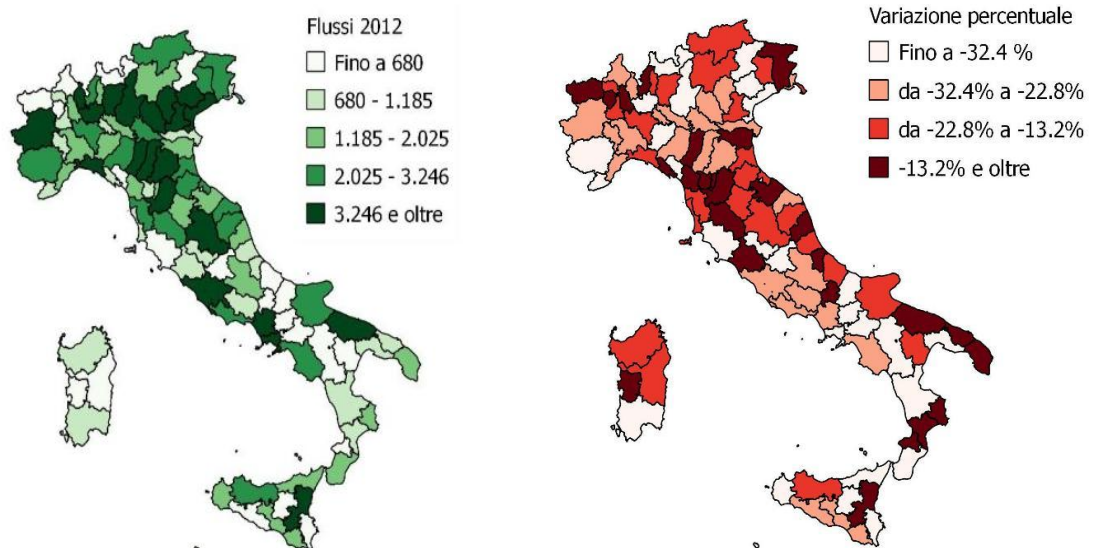 Flussi 2012
Fino a 680
680 - 1.185
1.185 - 2.025
2.025 - 3.246
3.246 e oltre
Variazione percentuale
Fino a -32.4 %
da -32.4% a -22.8%
da -22.8% a -13.2%
-13.2% e oltre